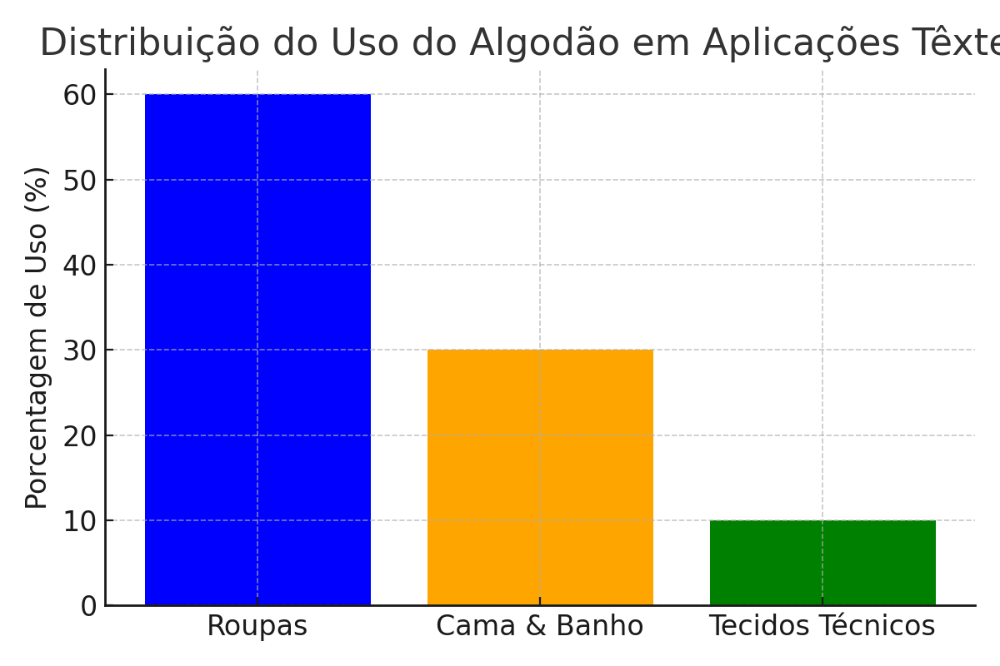 Distribuição do Uso do Algodão em Aplicações Têxte
Porcentagem de Uso (%)
60
50
40
30
20
10
0
Roupas
Cama & Banho
Tecidos Técnicos